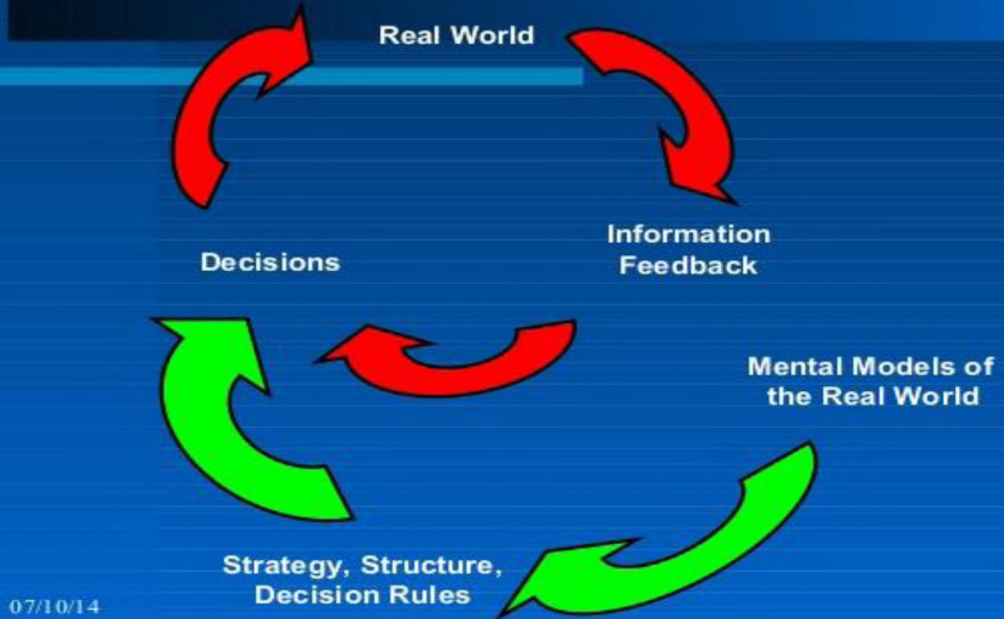 Real World
Information
Feedback
Decisions
Mental Models of
the Real World
Strategy, Structure,
Decision Rules
07/10/14